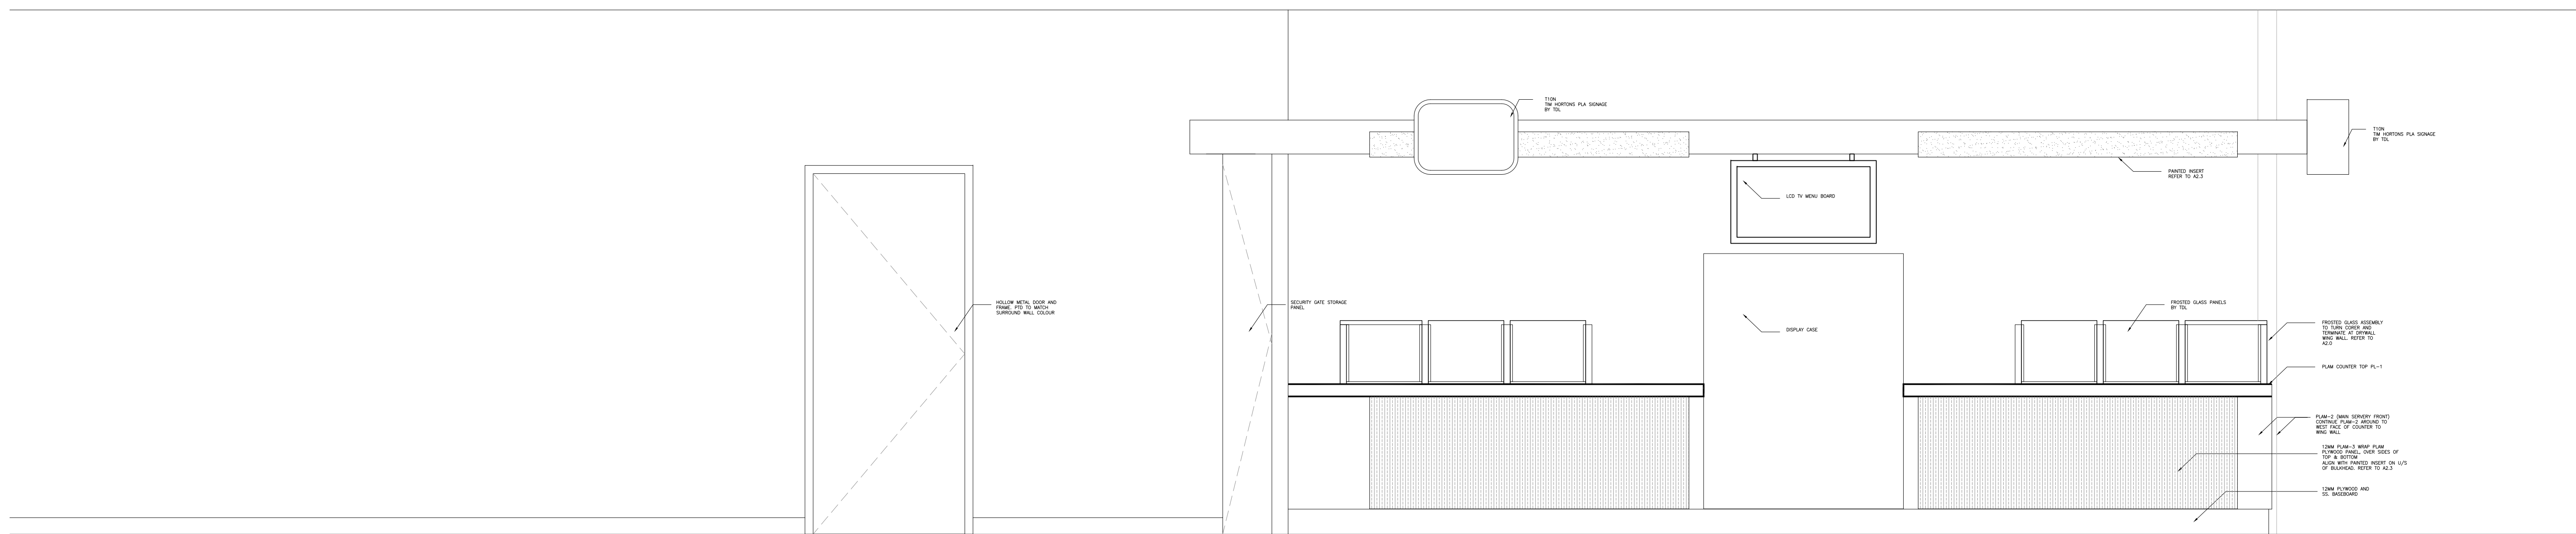 T10N
TIM HORTONS PLA SIGNAGE
BY TDL
T10N
TIM HORTONS PLA SIGNAGE
BY TDL
PAINTED INSERT
REFER TO A2.3
LCD TV MENU BOARD
HOLLOW METAL DOOR AND
FRAME, PTD TO MATCH
SURROUND WALL COLOUR
SECURITY GATE STORAGE
PANEL
DISPLAY CASE
FROSTED GLASS PANELS
BY TDL
FROSTED GLASS ASSEMBLY
TO TURN CORER AND
TERMINATE AT DRYWALL
WING WALL. REFER TO
A2.0
PLAM COUNTER TOP PL-1
PLAM-2 (MAIN SERVERY FRONT)
CONTINUE PLAM-2 AROUND TO
WEST FACE OF COUNTER TO
WING WALL
12MM PLAM-3 WRAP PLAM
PLYWOOD PANEL, OVER SIDES OF
TOP & BOTTOM
ALIGN WITH PAINTED INSERT ON U/S
OF BULKHEAD. REFER TO A2.3
12MM PLYWOOD AND
SS. BASEBOARD